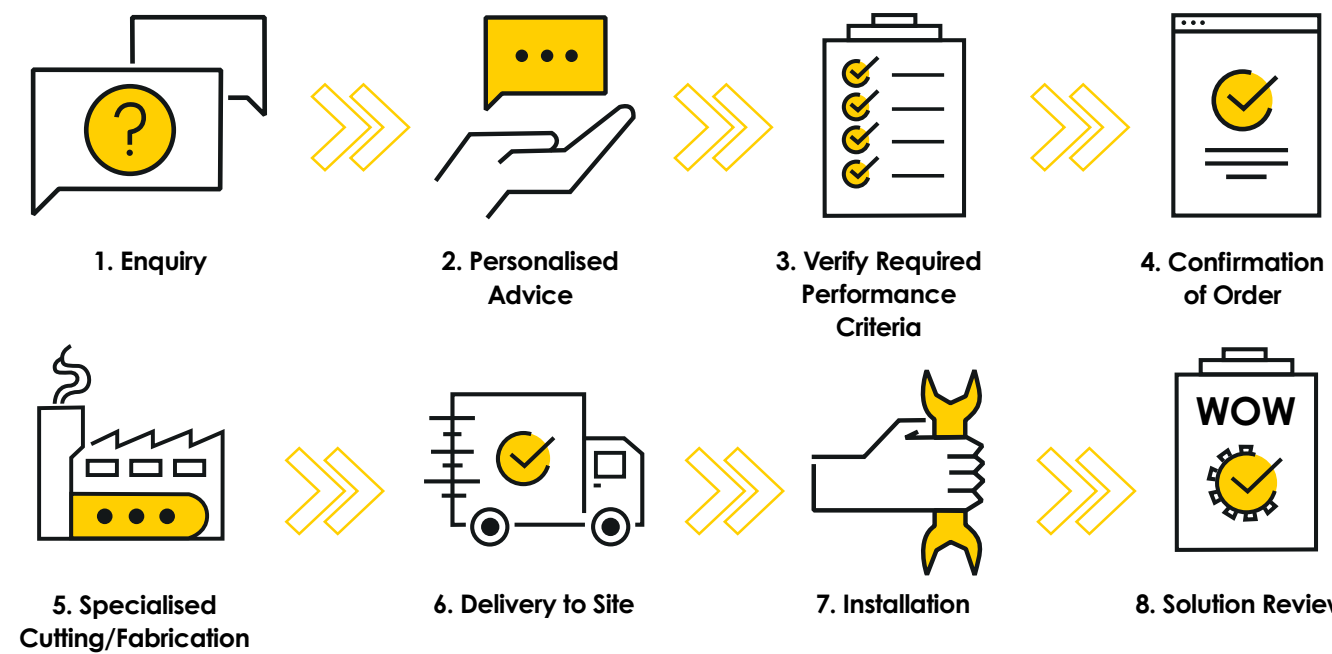 ?
1. Enquiry
2. Personalised
Advice
3. Verify Required
Performance
Criteria
4. Confirmation
of Order
WOW
5. Specialised
Cutting/Fabrication
6. Delivery to Site
7. Installation
8. Solution Review